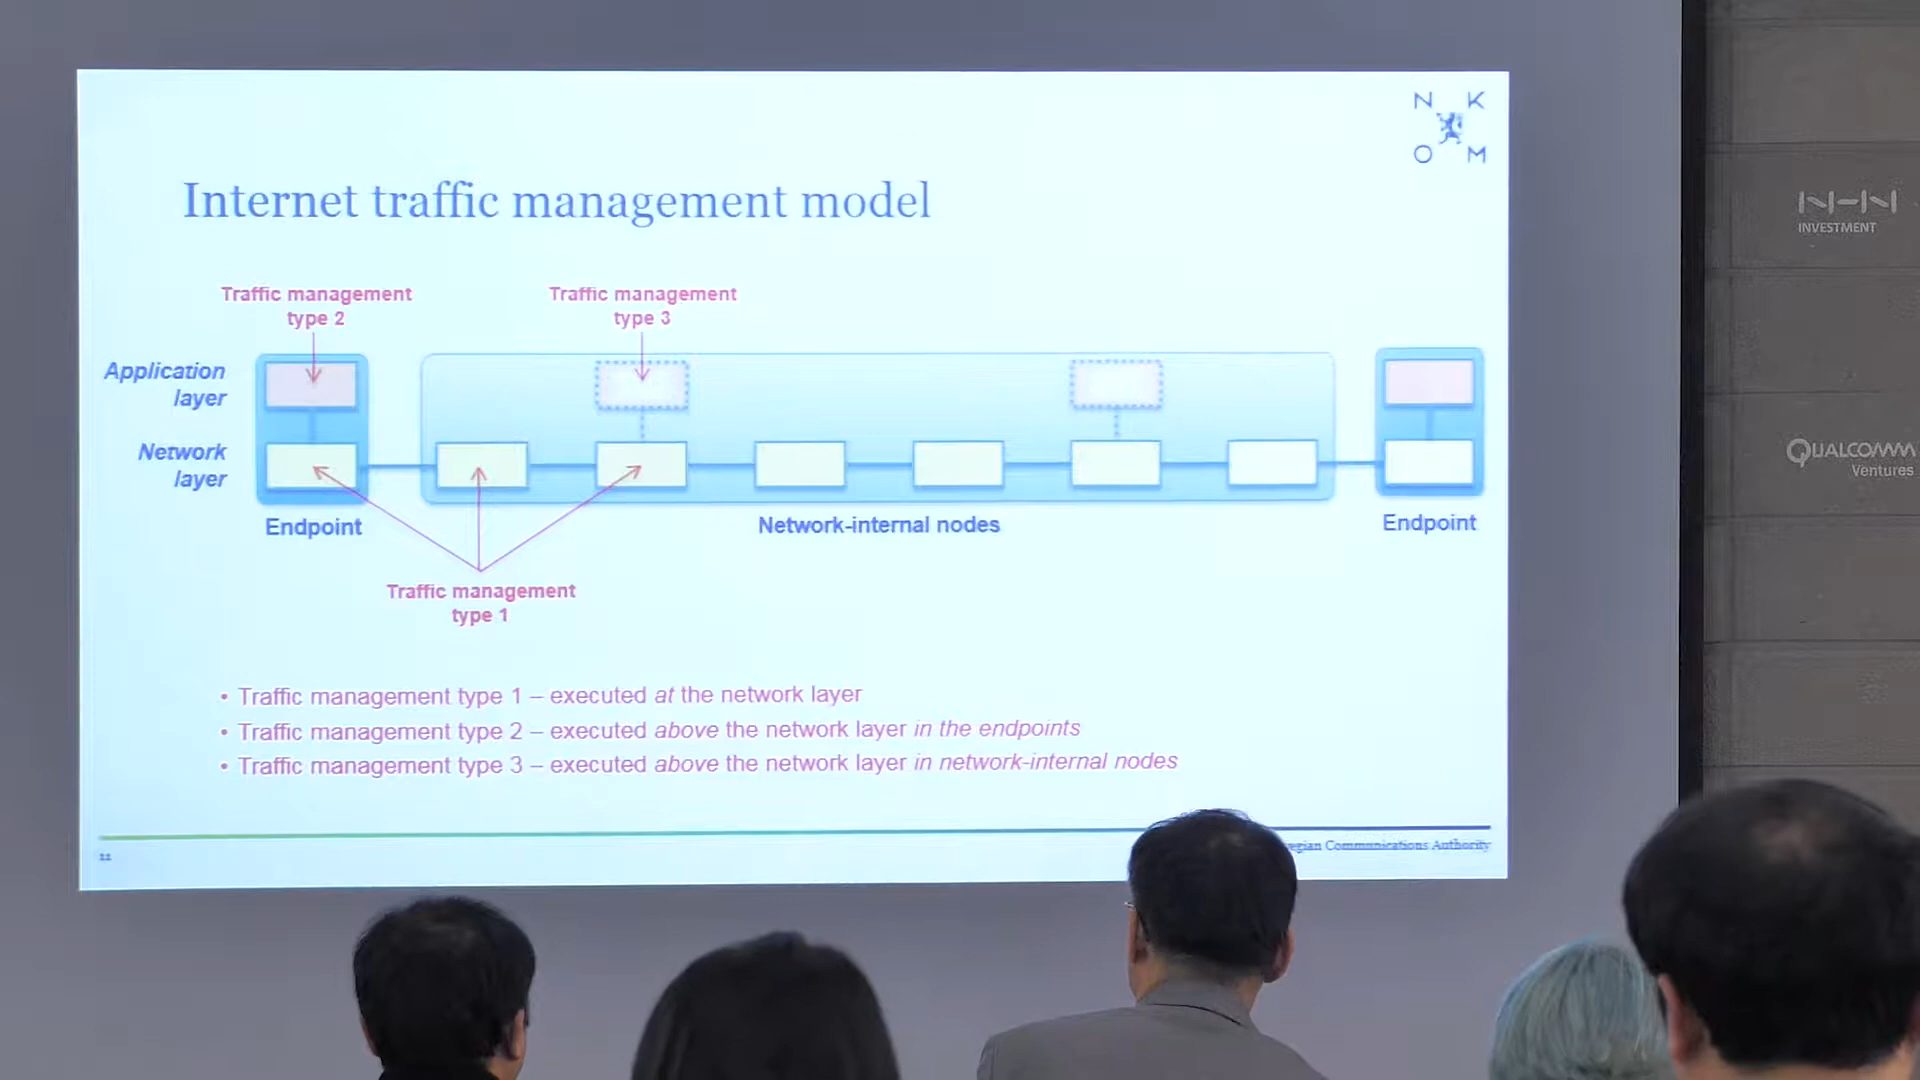 N K
O M
Internet traffic management model
Traffic management
type 2
Traffic management
type 3
Application
layer
Network
layer
Endpoint
Network-internal nodes
Endpoint
Traffic management
type 1
• Traffic management type 1 – executed at the network layer
• Traffic management type 2 – executed above the network layer in the endpoints
• Traffic management type 3 – executed above the network layer in network-internal nodes
11
Communications Authority
INVESTMENT
QUALCOMM
Ventures